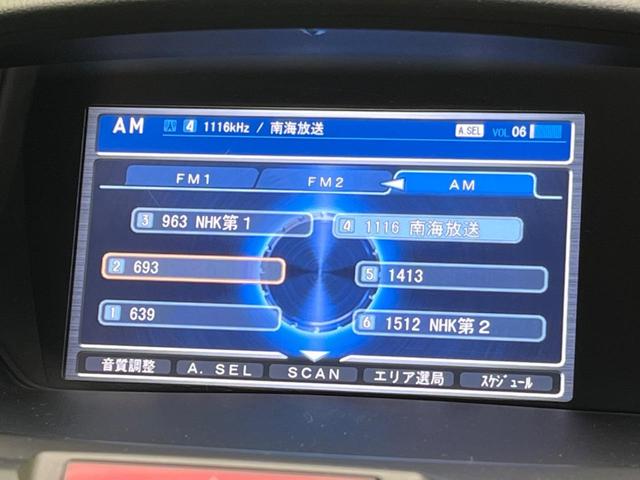 AM 4 1116kHz / 南海放送 A.SEL VOL 06
FM1 FM2 AM
3 963 NHK第1
4 1116 南海放送
2 693
5 1413
1 639
6 1512 NHK第2
音質調整 A. SEL SCAN エリア選局 スケジュール